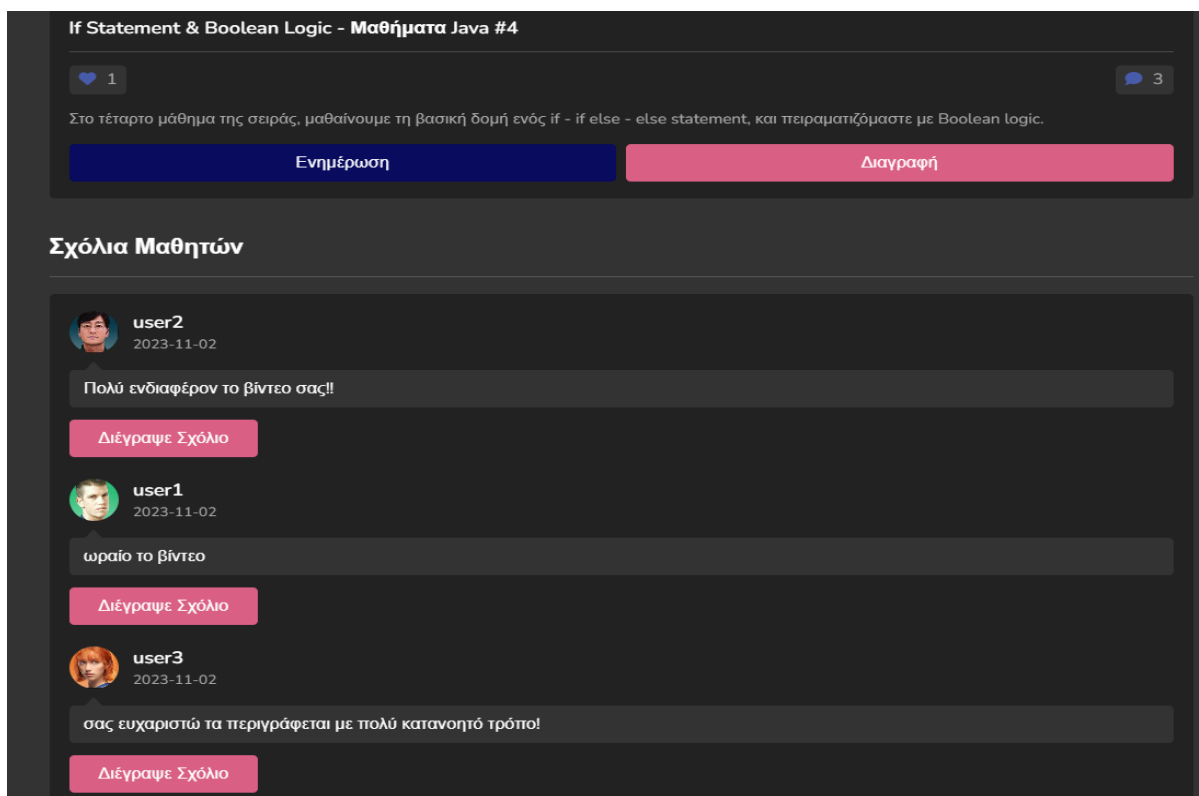 If Statement & Boolean Logic - Μαθήματα Java #4
1
3
Στο τέταρτο μάθημα της σειράς, μαθαίνουμε τη βασική δομή ενός if - if else - else statement, και πειραματιζόμαστε με Boolean logic.
Ενημέρωση
Διαγραφή
Σχόλια Μαθητών
user2
2023-11-02
Πολύ ενδιαφέρον το βίντεο σας!!
Διέγραψε Σχόλιο
user1
2023-11-02
ωραίο το βίντεο
Διέγραψε Σχόλιο
user3
2023-11-02
σας ευχαριστώ τα περιγράφεται με πολύ κατανοητό τρόπο!
Διέγραψε Σχόλιο